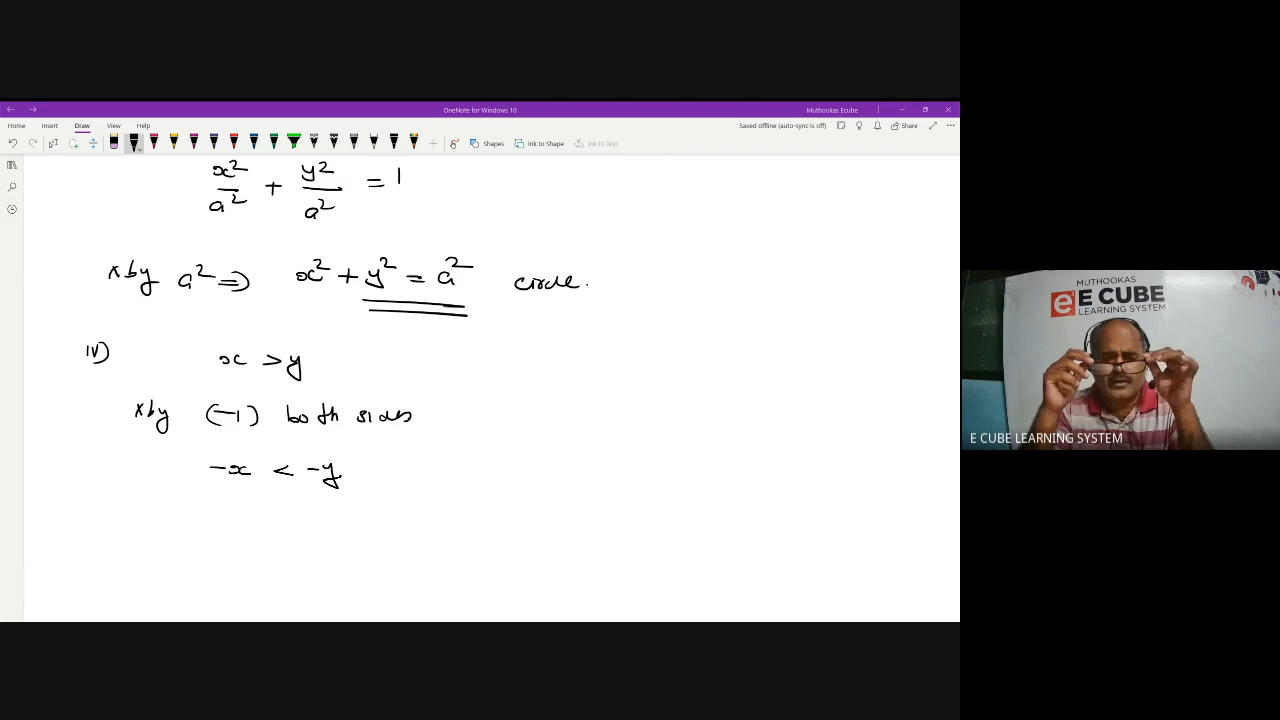 OneNote for Windows 10
Muthookas Ecube
Home Insert Draw View Help
Saved offline (auto-sync is off)
Share
Shapes Ink to Shape Ink to Text
x²/a² + y²/a² = 1
x by a² ⇒ x² + y² = a² circle.
iv) x > y
x by (-1) both sides
-x < -y
MUTHOOKAS
e³ E CUBE
LEARNING SYSTEM
E CUBE LEARNING SYSTEM